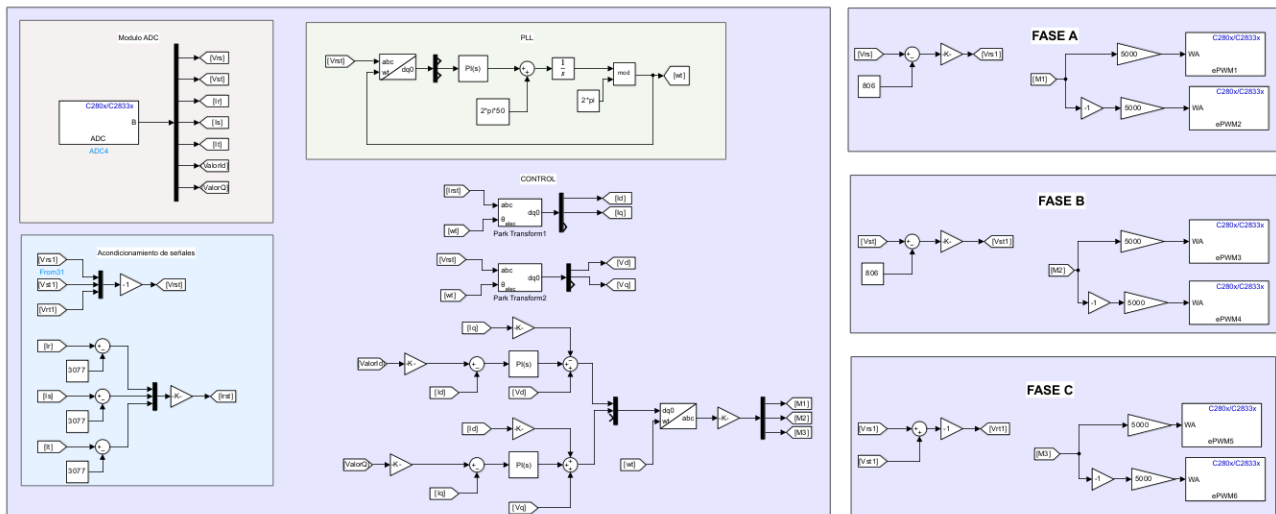 Modulo ADC
C280x/C2833x
B
ADC
ADC4
[Vrs]
[Vst]
[Ir]
[Is]
[It]
ValorId]
ValorQ]
Acondicionamiento de señales
[Vrs1]
From31
[Vst1]
[Vrt1]
-1
[Vrst]
[Ir]
3077
[Is]
3077
[It]
3077
-K-
[Irst]
PLL
[Vrst]
abc
wt
dq0
PI(s)
2*pi*50
1
s
2*pi
mod
[wt]
CONTROL
[Irst]
[wt]
abc
θelec
dq0
Park Transform1
[Id]
[Iq]
[Vrst]
[wt]
abc
θelec
dq0
Park Transform2
[Vd]
[Vq]
[Iq]
-K-
ValorId]
-K-
[Id]
PI(s)
[Vd]
[Id]
-K-
ValorQ]
-K-
[Iq]
PI(s)
[Vq]
[wt]
dq0
wt
abc
-K-
[M1]
[M2]
[M3]
FASE A
[Vrs]
806
-K-
[Vrs1]
[M1]
5000
C280x/C2833x
WA
ePWM1
-1
5000
C280x/C2833x
WA
ePWM2
FASE B
[Vst]
806
-K-
[Vst1]
[M2]
5000
C280x/C2833x
WA
ePWM3
-1
5000
C280x/C2833x
WA
ePWM4
FASE C
[Vrs1]
[Vst1]
-1
[Vrt1]
[M3]
5000
C280x/C2833x
WA
ePWM5
-1
5000
C280x/C2833x
WA
ePWM6